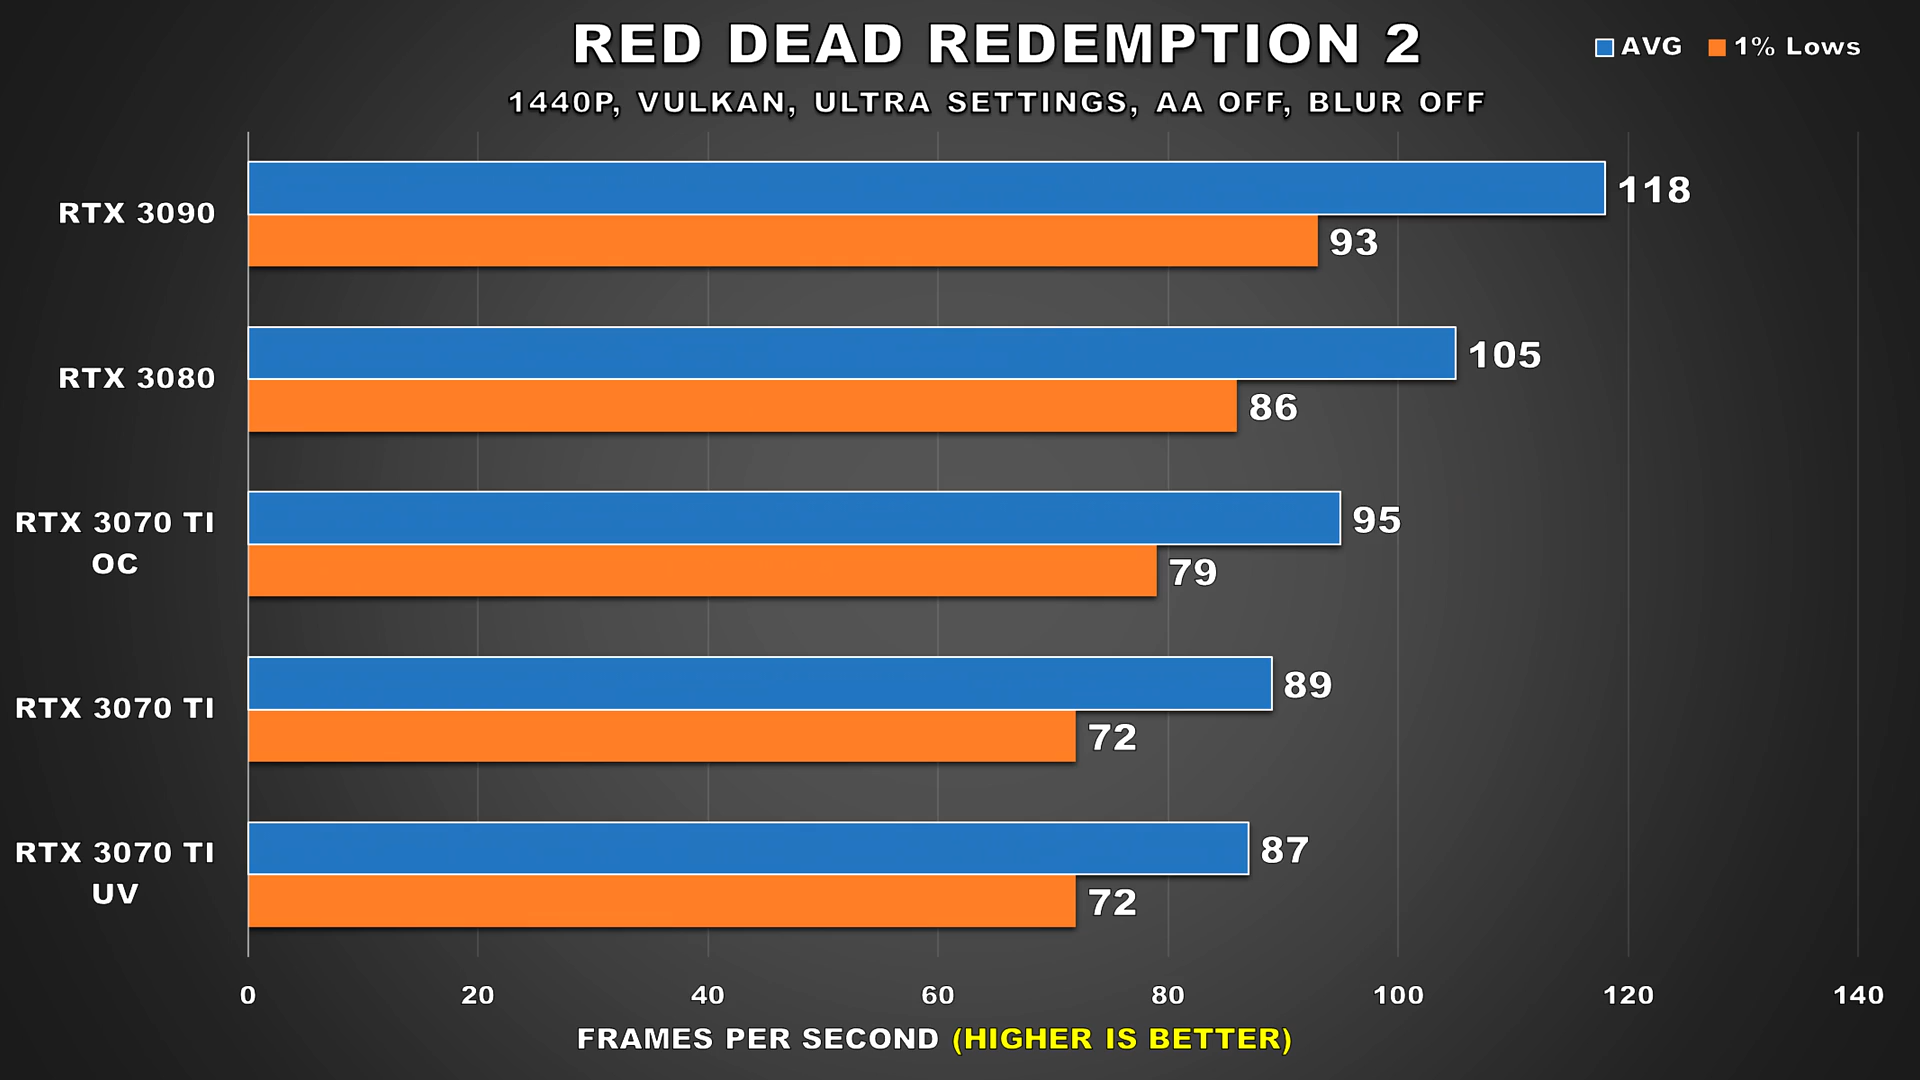 RED DEAD REDEMPTION 2
AVG 1% Lows
1440P, VULKAN, ULTRA SETTINGS, AA OFF, BLUR OFF
RTX 3090
118
93
RTX 3080
105
86
RTX 3070 TI
OC
95
79
RTX 3070 TI
89
72
RTX 3070 TI
UV
87
72
0 20 40 60 80 100 120 140
FRAMES PER SECOND (HIGHER IS BETTER)